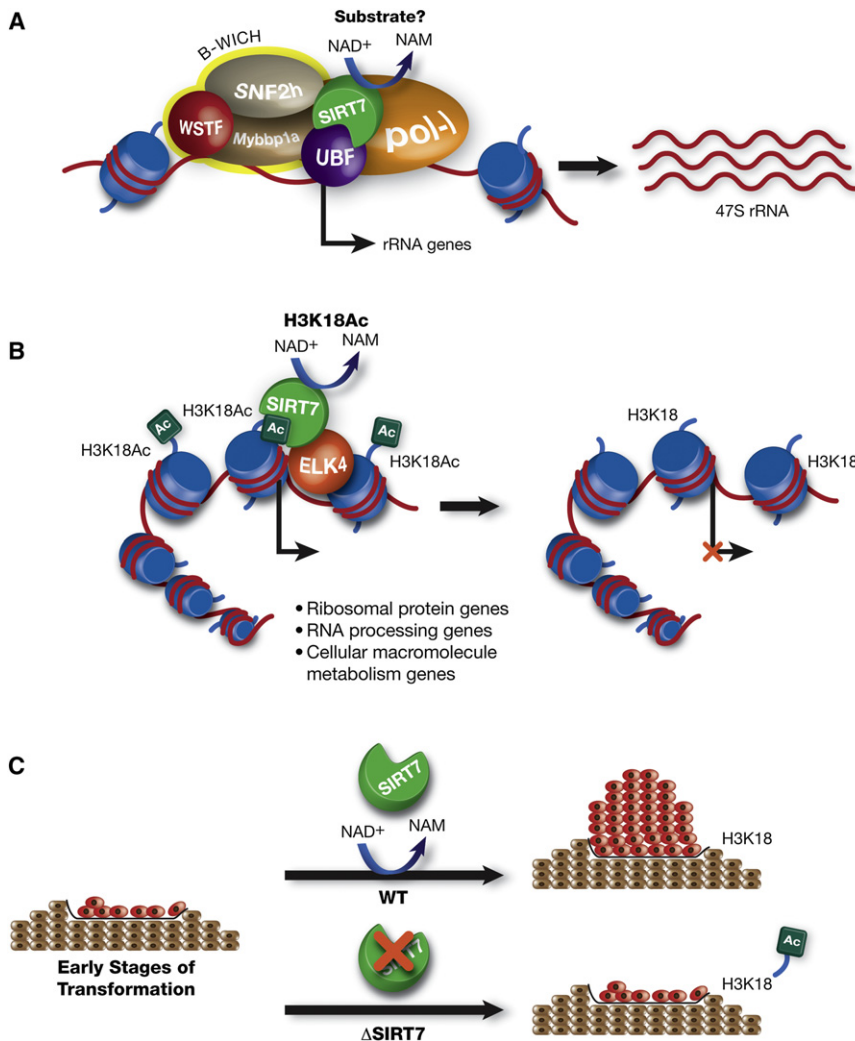 A
Substrate?
NAD+
NAM
B-WICH
SNF2h
SIRT7
WSTF
Mybbp1a
UBF
pol-I
47S rRNA
rRNA genes
B
H3K18Ac
NAD+
NAM
SIRT7
H3K18Ac
Ac
Ac
Ac
H3K18Ac
ELK4
H3K18Ac
H3K18
H3K18
• Ribosomal protein genes
• RNA processing genes
• Cellular macromolecule
metabolism genes
C
SIRT7
NAD+
NAM
H3K18
WT
Early Stages of
Transformation
SIRT7
Ac
H3K18
ΔSIRT7